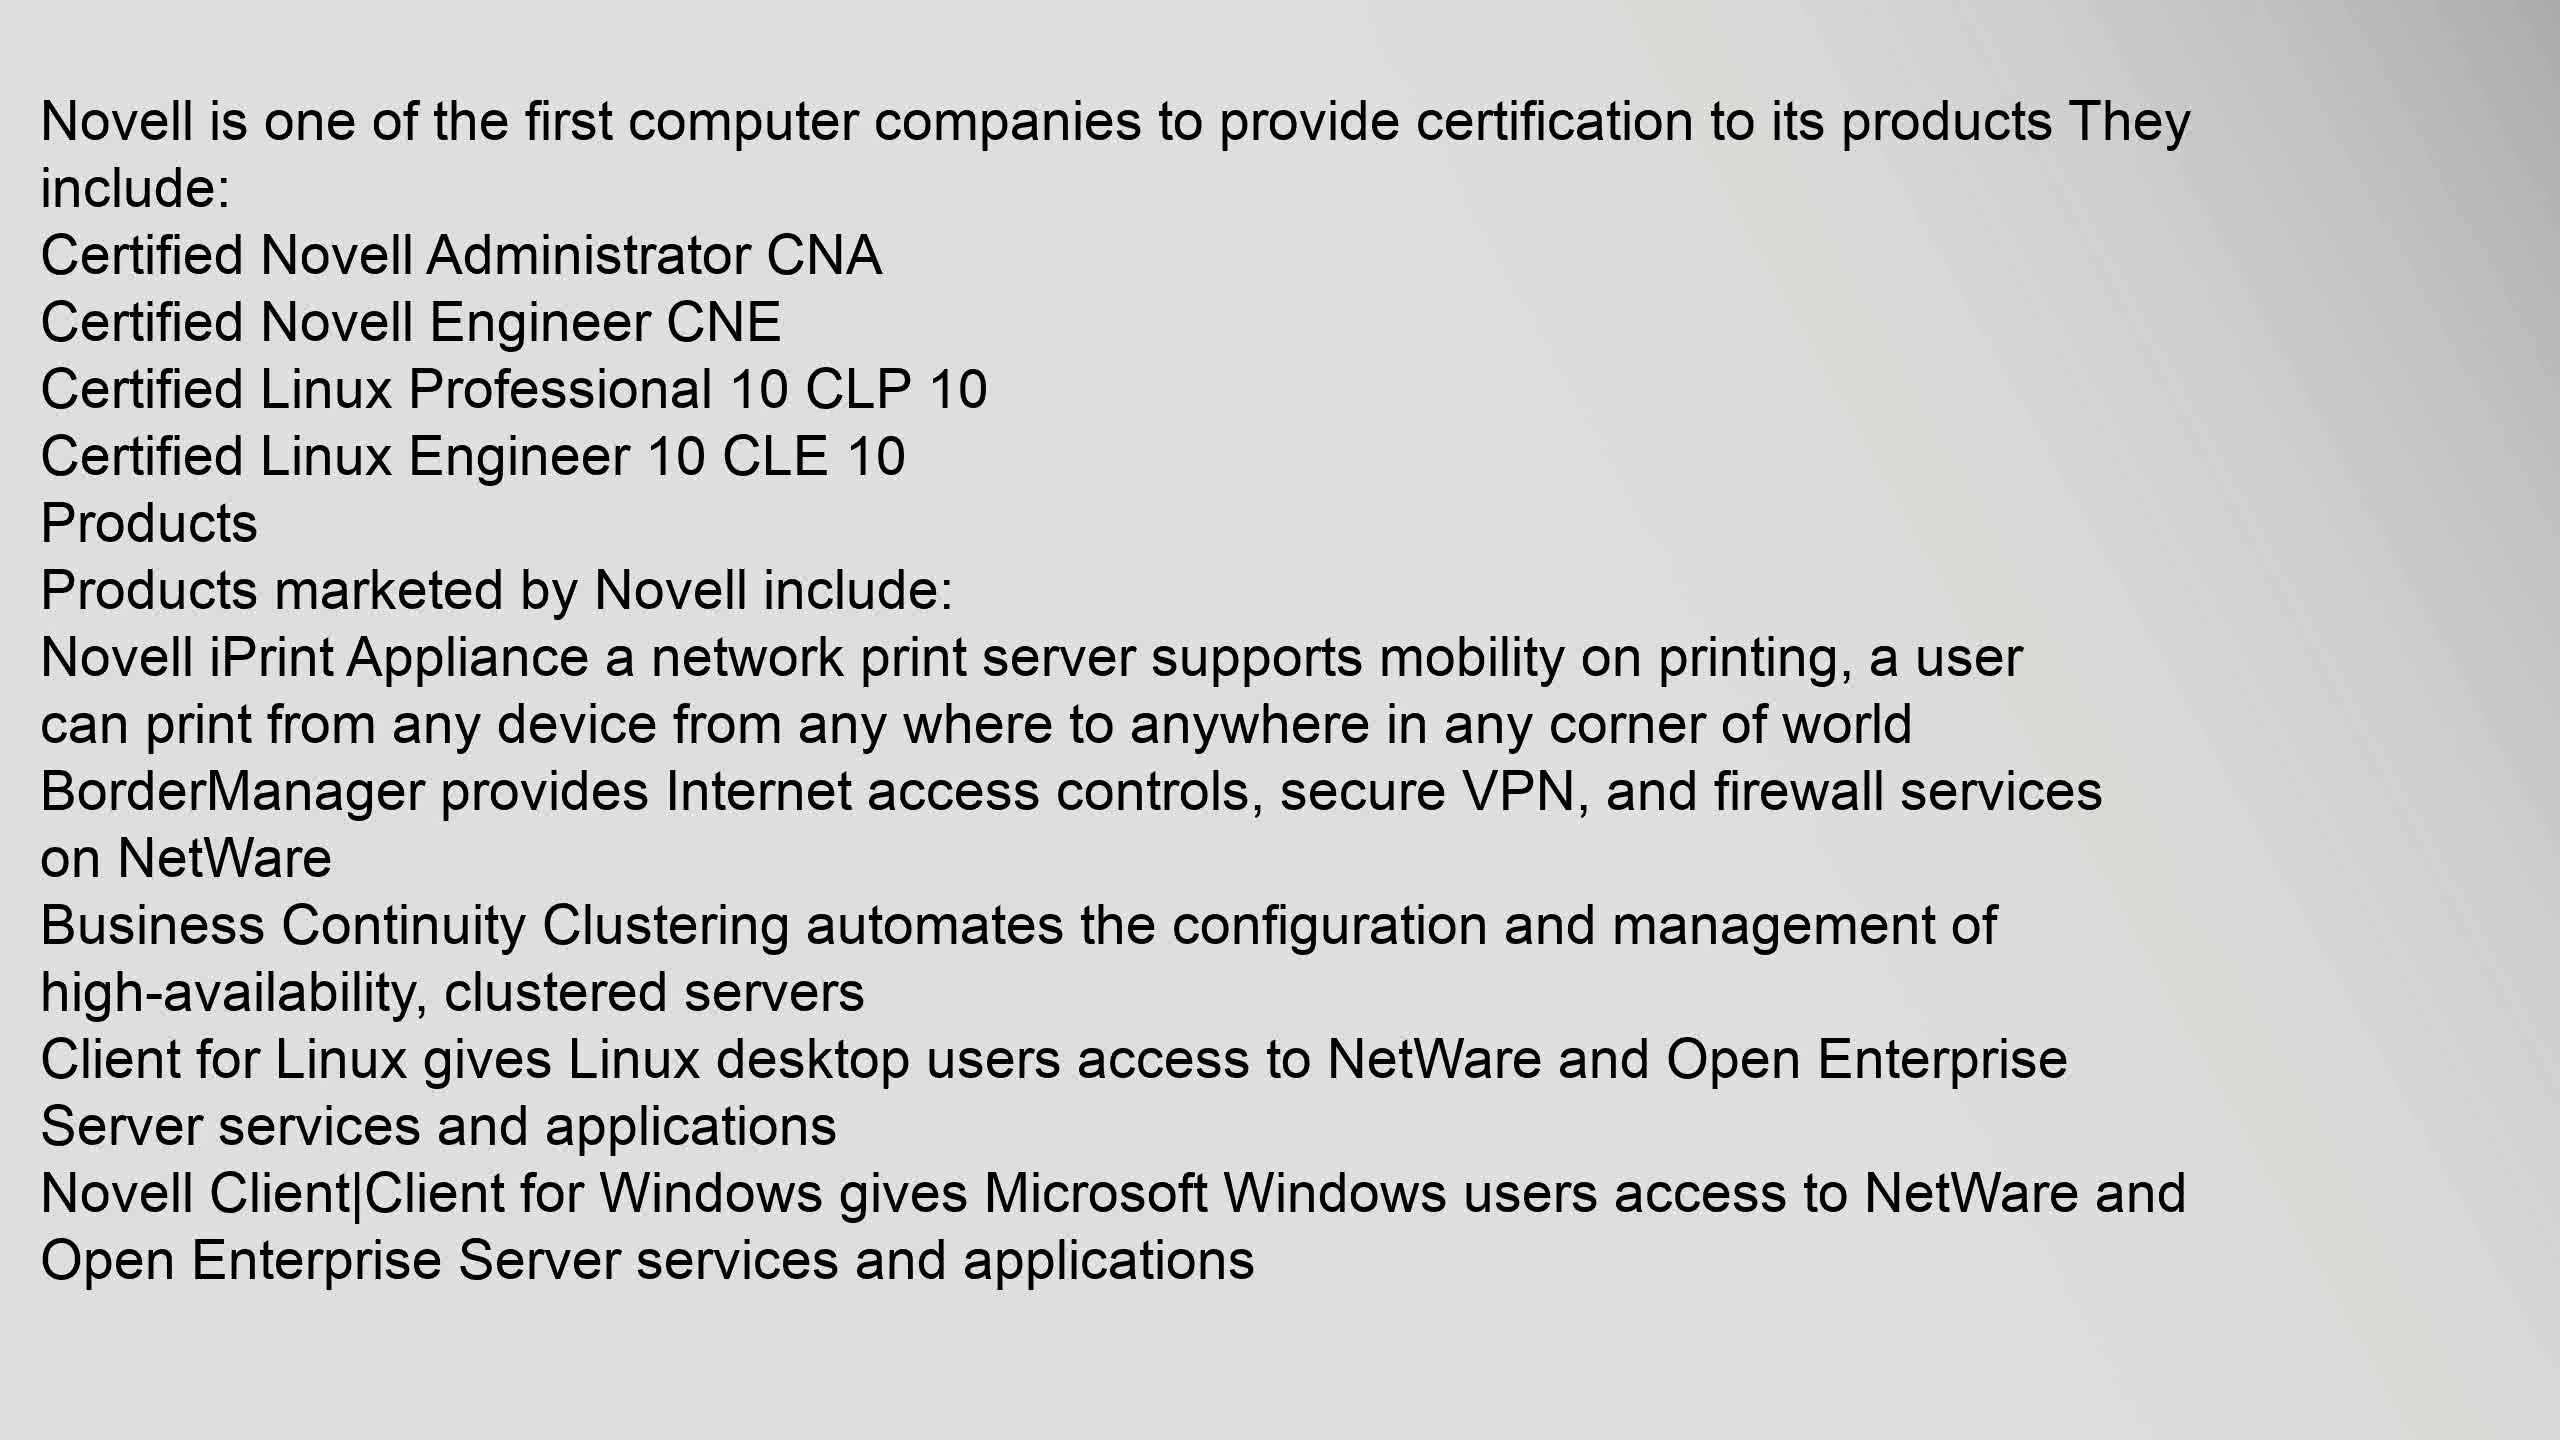 Novell is one of the first computer companies to provide certification to its products They
include:
Certified Novell Administrator CNA
Certified Novell Engineer CNE
Certified Linux Professional 10 CLP 10
Certified Linux Engineer 10 CLE 10
Products
Products marketed by Novell include:
Novell iPrint Appliance a network print server supports mobility on printing, a user
can print from any device from any where to anywhere in any corner of world
BorderManager provides Internet access controls, secure VPN, and firewall services
on NetWare
Business Continuity Clustering automates the configuration and management of
high-availability, clustered servers
Client for Linux gives Linux desktop users access to NetWare and Open Enterprise
Server services and applications
Novell Client|Client for Windows gives Microsoft Windows users access to NetWare and
Open Enterprise Server services and applications